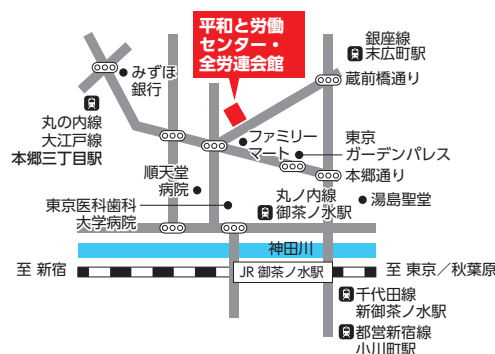 平和と労働
センター・
全労連会館
銀座線
末広町駅
蔵前橋通り
みずほ
銀行
丸の内線
大江戸線
本郷三丁目駅
ファミリー
マート
東京
ガーデンパレス
本郷通り
順天堂
病院
東京医科歯科
大学病院
丸ノ内線
御茶ノ水駅
湯島聖堂
神田川
至 新宿
JR 御茶ノ水駅
至 東京／秋葉原
千代田線
新御茶ノ水駅
都営新宿線
小川町駅